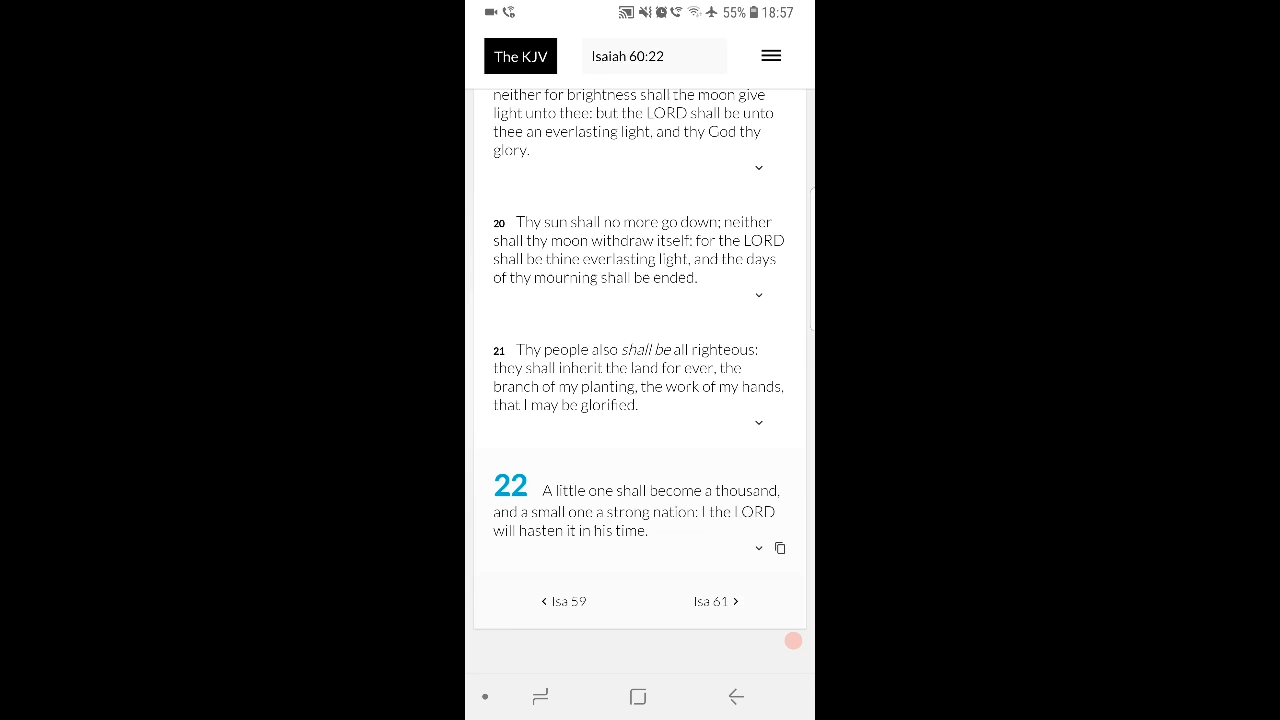 55% 18:57
The KJV Isaiah 60:22
neither for brightness shall the moon give
light unto thee: but the LORD shall be unto
thee an everlasting light, and thy God thy
glory.
20 Thy sun shall no more go down; neither
shall thy moon withdraw itself: for the LORD
shall be thine everlasting light, and the days
of thy mourning shall be ended.
21 Thy people also shall be all righteous:
they shall inherit the land for ever, the
branch of my planting, the work of my hands,
that I may be glorified.
22 A little one shall become a thousand,
and a small one a strong nation: I the LORD
will hasten it in his time.
Isa 59 Isa 61